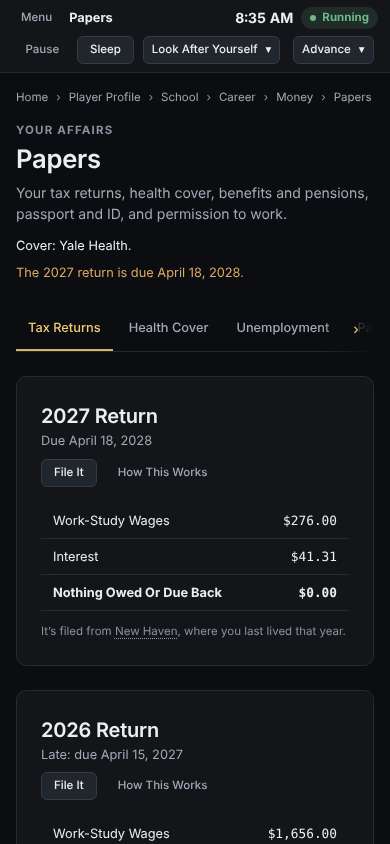 Menu Papers 8:35 AM Running
Pause Sleep Look After Yourself ▾ Advance ▾
Home › Player Profile › School › Career › Money › Papers
YOUR AFFAIRS
Papers
Your tax returns, health cover, benefits and pensions,
passport and ID, and permission to work.
Cover: Yale Health.
The 2027 return is due April 18, 2028.
Tax Returns Health Cover Unemployment ›
2027 Return
Due April 18, 2028
File It How This Works
Work-Study Wages $276.00
Interest $41.31
Nothing Owed Or Due Back $0.00
It's filed from New Haven, where you last lived that year.
2026 Return
Late: due April 15, 2027
File It How This Works
Work-Study Wages $1,656.00